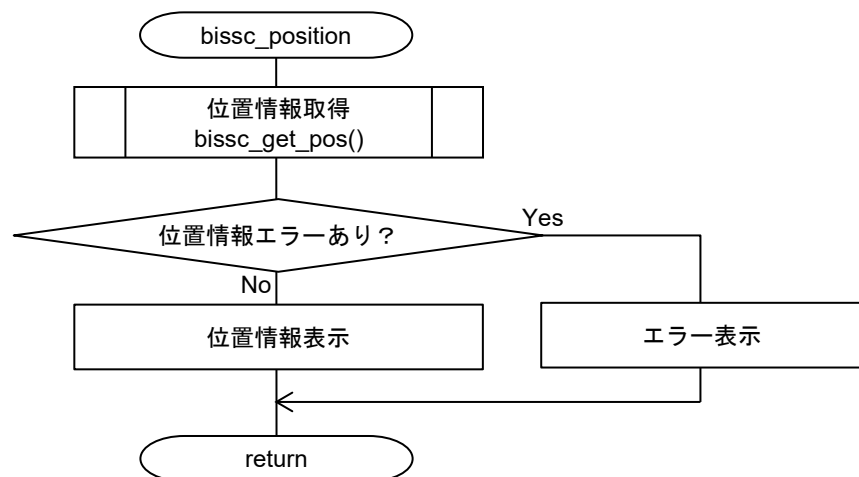 bissc_position
位置情報取得
bissc_get_pos()
位置情報エラーあり？
Yes
No
位置情報表示
エラー表示
return